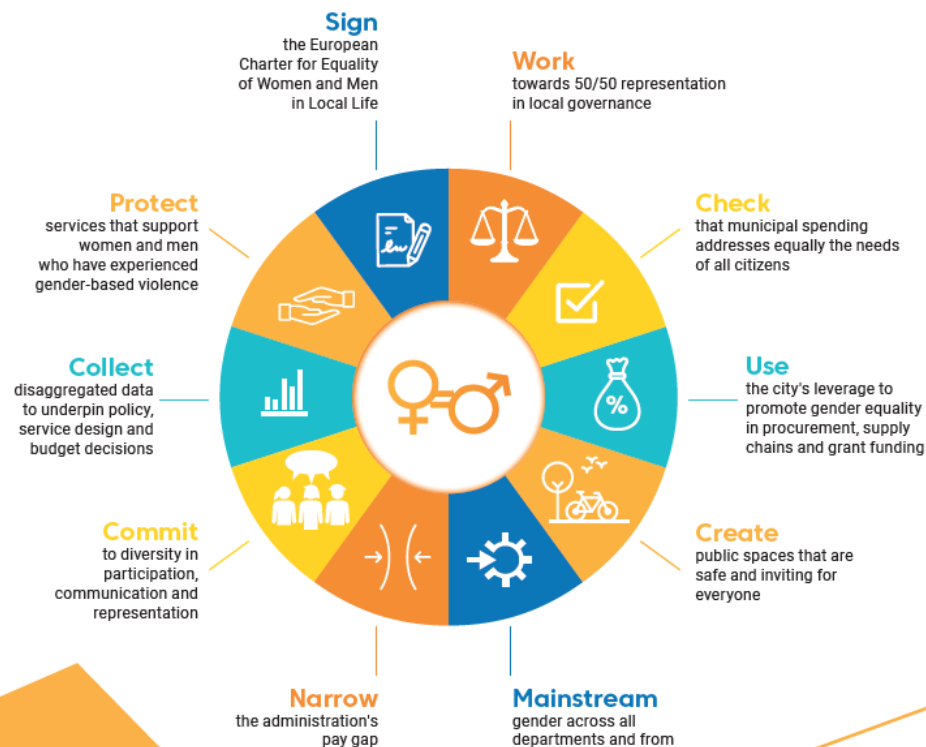 Sign
the European
Charter for Equality
of Women and Men
in Local Life
Work
towards 50/50 representation
in local governance
Check
that municipal spending
addresses equally the needs
of all citizens
Use
the city's leverage to
promote gender equality
in procurement, supply
chains and grant funding
Create
public spaces that are
safe and inviting for
everyone
Mainstream
gender across all
departments and from
Narrow
the administration's
pay gap
Commit
to diversity in
participation,
communication and
representation
Collect
disaggregated data
to underpin policy,
service design and
budget decisions
Protect
services that support
women and men
who have experienced
gender-based violence
eu
%